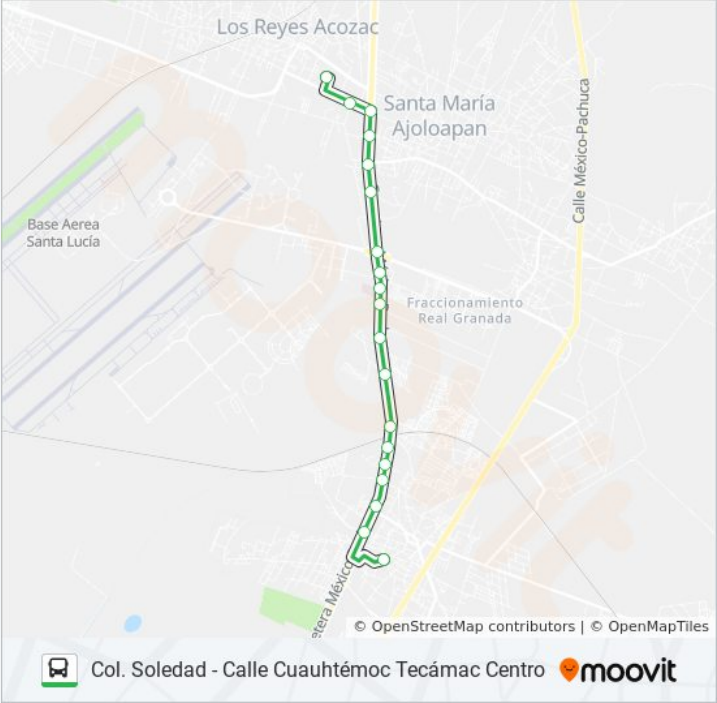 Los Reyes Acozac
Santa María
Ajoloapan
Calle México-Pachuca
Base Aerea
Santa Lucía
Fraccionamiento
Real Granada
etera México
© OpenStreetMap contributors | © OpenMapTiles
Col. Soledad - Calle Cuauhtémoc Tecámac Centro
moovit